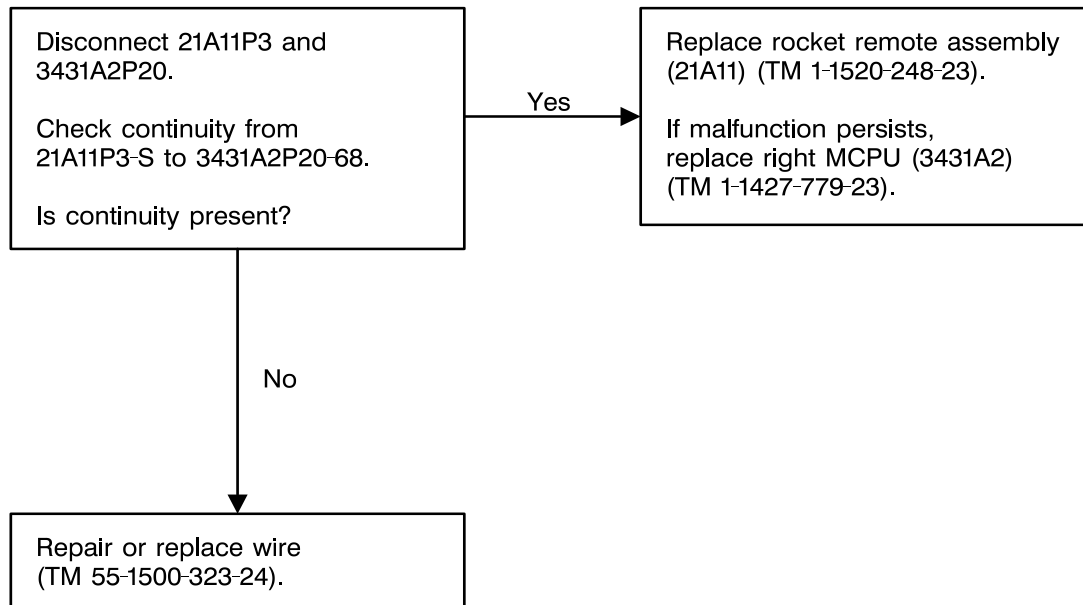 Disconnect 21A11P3 and
3431A2P20.
Check continuity from
21A11P3-S to 3431A2P20-68.
Is continuity present?
Yes
Replace rocket remote assembly
(21A11) (TM 1-1520-248-23).
If malfunction persists,
replace right MCPU (3431A2)
(TM 1-1427-779-23).
No
Repair or replace wire
(TM 55-1500-323-24).